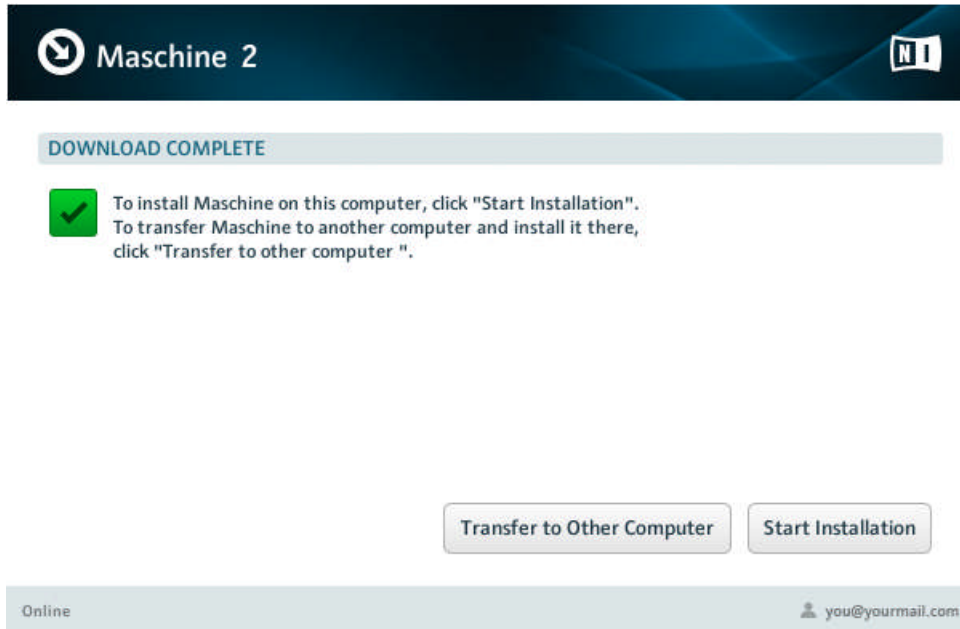 Maschine 2
NI
DOWNLOAD COMPLETE
To install Maschine on this computer, click "Start Installation".
To transfer Maschine to another computer and install it there,
click "Transfer to other computer ".
Transfer to Other Computer
Start Installation
Online
you@yourmail.com